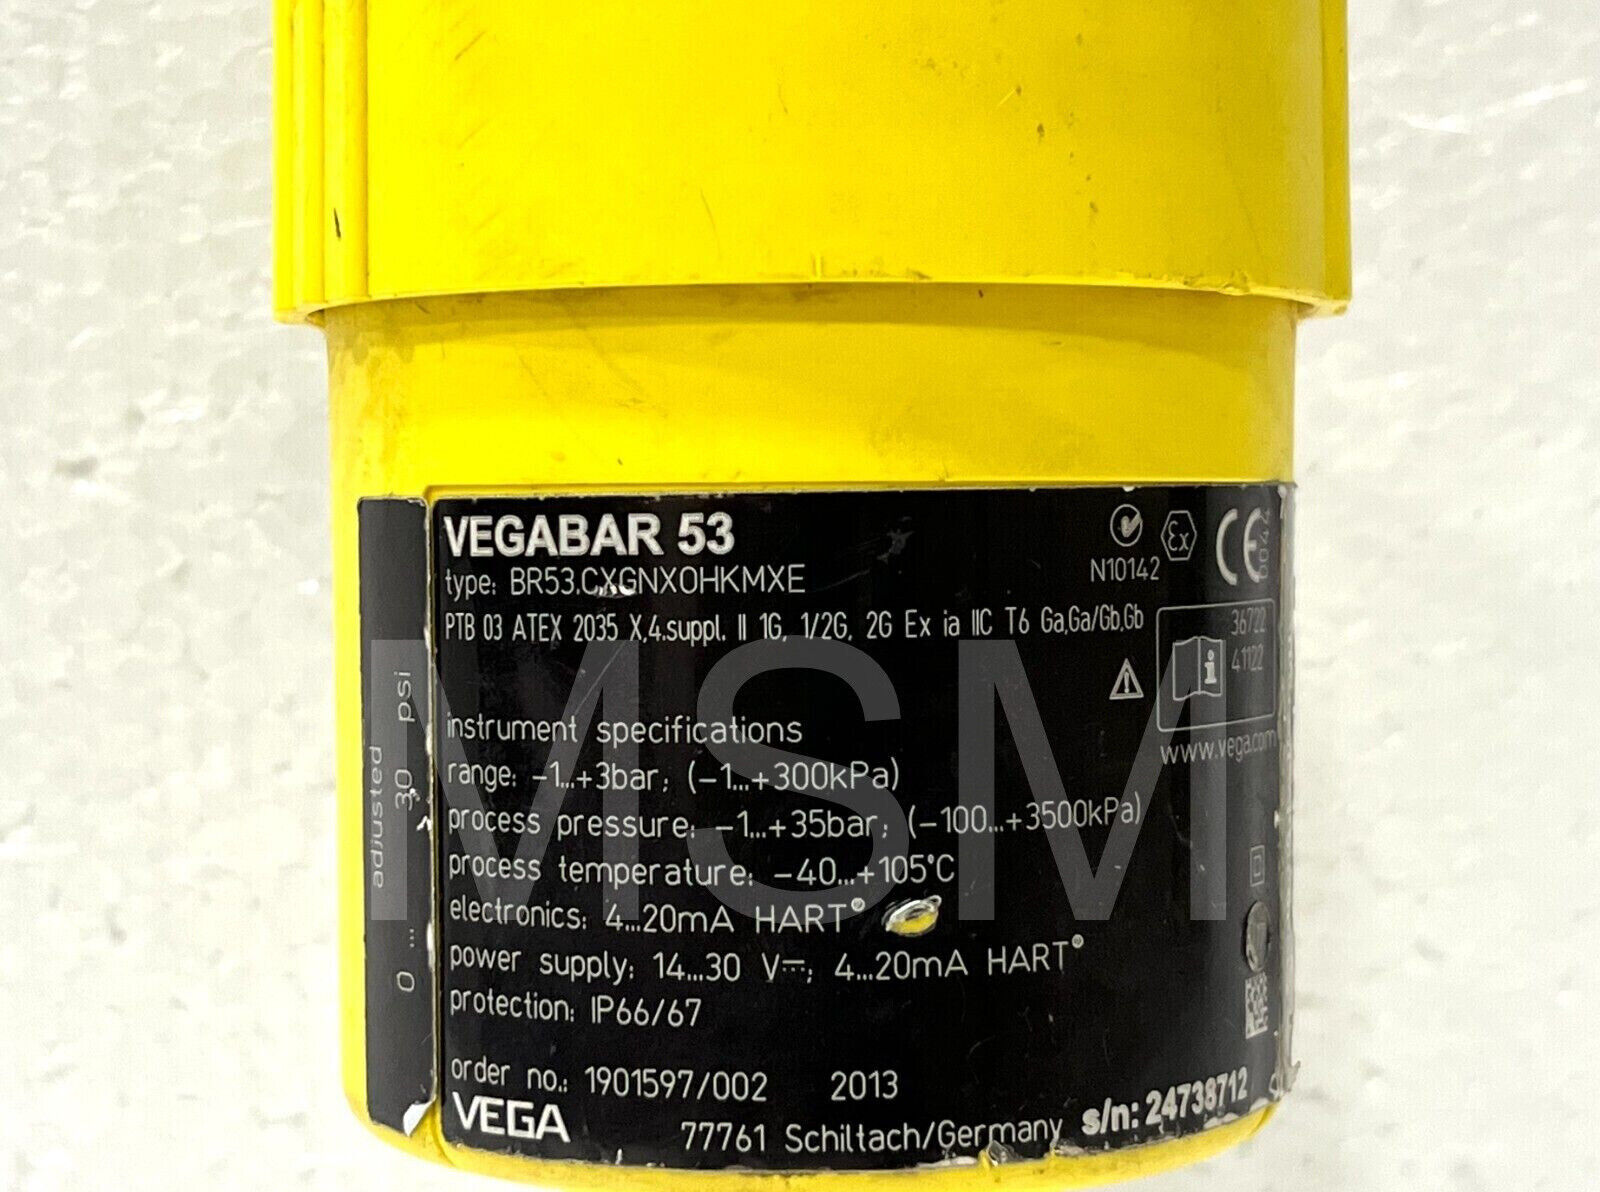 VEGABAR 53
type: BR53.CXGNX0HKMXE
N10142
Ex
CE
0044
PTB 03 ATEX 2035 X,4.suppl. II 1G, 1/2G, 2G Ex ia IIC T6 Ga,Ga/Gb,Gb
36722
41122
i
www.vega.com
instrument specifications
range: -1...+3bar; (-1...+300kPa)
process pressure: -1...+35bar; (-100...+3500kPa)
process temperature: -40...+105°C
electronics: 4...20mA HART®
power supply: 14...30 V⎓; 4...20mA HART®
protection: IP66/67
order no.: 1901597/002 2013
VEGA
77761 Schiltach/Germany s/n: 24738712
adjusted
0 ... 30 psi
MSM